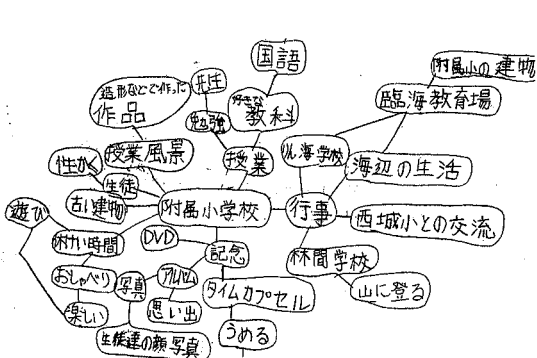 国語
附属小の建物
造形などで作った
作品
先生
好きな
教科
臨海教育場
勉強
授業風景
授業
りん海学校
海辺の生活
性かく
生徒
古い建物
附属小学校
行事
西城小との交流
遊び
休けい時間
DVD
記念
林間学校
おしゃべり
写真
アルバム
タイムカプセル
山に登る
楽しい
思い出
生徒達の顔写真
うめる